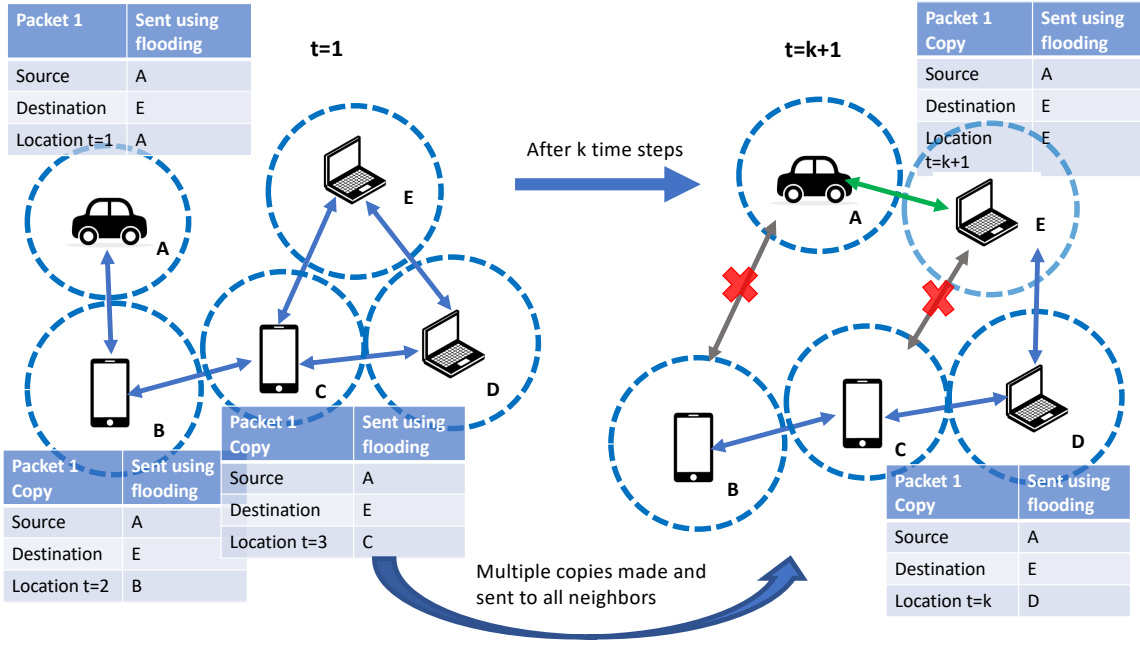 Packet 1 Sent using flooding
Source A
Destination E
Location t=1 A
t=1
E
A
B
C
D
Packet 1 Copy Sent using flooding
Source A
Destination E
Location t=2 B
Packet 1 Copy Sent using flooding
Source A
Destination E
Location t=3 C
After k time steps
Multiple copies made and
sent to all neighbors
t=k+1
Packet 1 Copy Sent using flooding
Source A
Destination E
Location t=k+1 E
A
E
B
C
D
Packet 1 Copy Sent using flooding
Source A
Destination E
Location t=k D